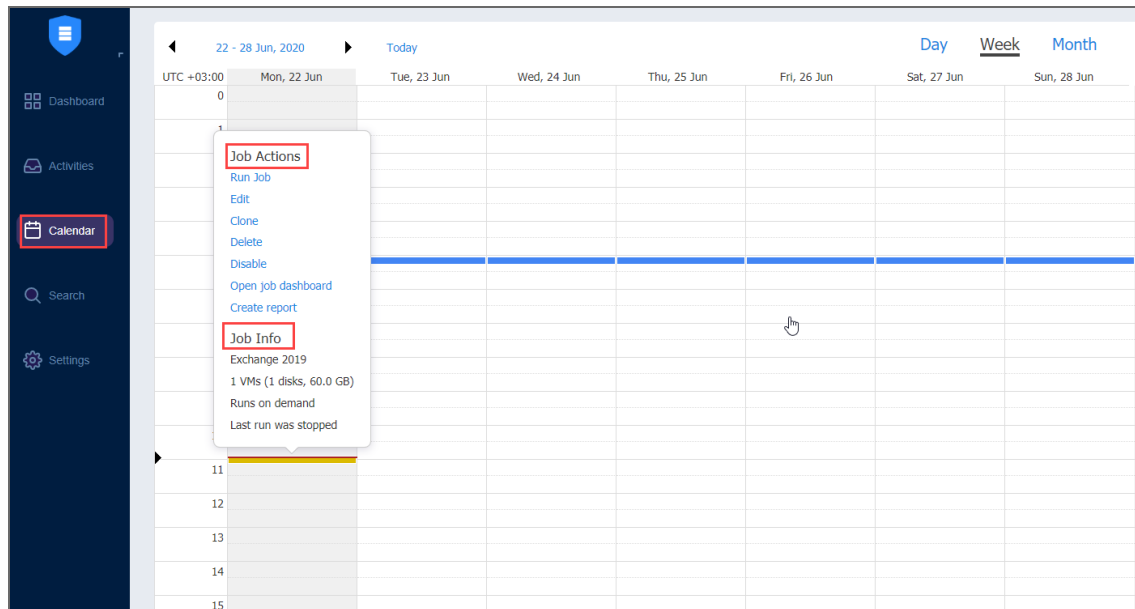 22 - 28 Jun, 2020
Today
Day Week Month
UTC +03:00 Mon, 22 Jun Tue, 23 Jun Wed, 24 Jun Thu, 25 Jun Fri, 26 Jun Sat, 27 Jun Sun, 28 Jun
Dashboard
Activities
Calendar
Search
Settings
0
Job Actions
Run Job
Edit
Clone
Delete
Disable
Open job dashboard
Create report
Job Info
Exchange 2019
1 VMs (1 disks, 60.0 GB)
Runs on demand
Last run was stopped
11
12
13
14
15